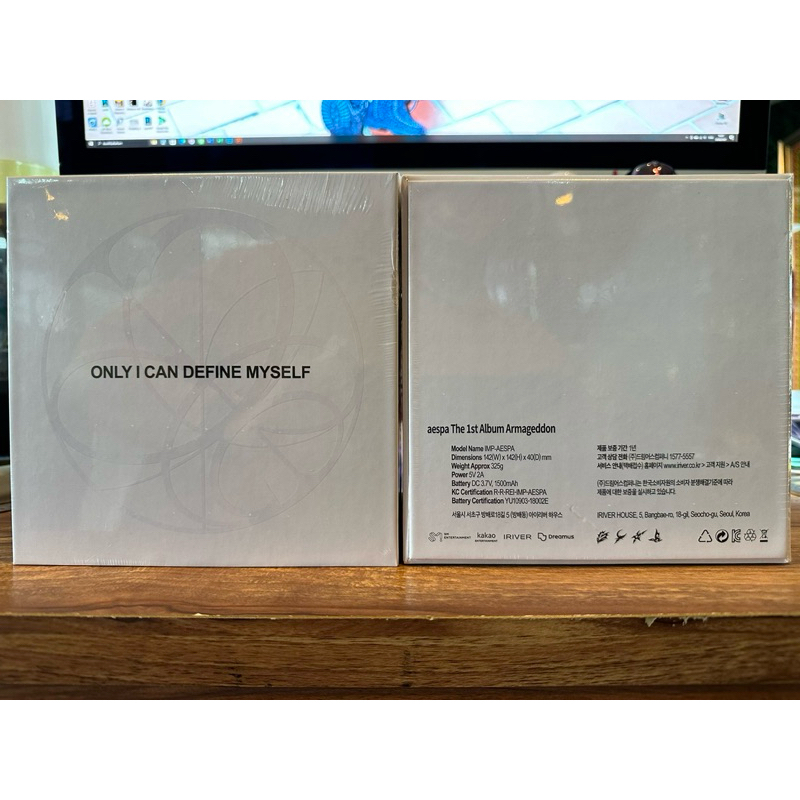 ONLY I CAN DEFINE MYSELF
aespa The 1st Album Armageddon
Model Name IMP-AESPA
Dimensions 142(W) x 142(H) x 40(D) mm
Weight Approx 325g
Power 5V 2A
Battery DC 3.7V, 1500mAh
KC Certification R-R-REI-IMP-AESPA
Battery Certification YU10903-18002E
서울시 서초구 방배로18길 5 (방배동) 아이리버 하우스
제품 보증 기간 1년
고객 상담 전화 (주)드림어스컴퍼니 1577-5557
서비스 안내(택배접수) 홈페이지 www.iriver.co.kr > 고객 지원 > A/S 안내
(주)드림어스컴퍼니는 한국소비자원의 소비자 분쟁해결기준에 따라
제품에 대한 보증을 실시하고 있습니다.
IRIVER HOUSE, 5, Bangbae-ro, 18-gil, Seocho-gu, Seoul, Korea
SM ENTERTAINMENT
kakao ENTERTAINMENT
IRIVER
Dreamus